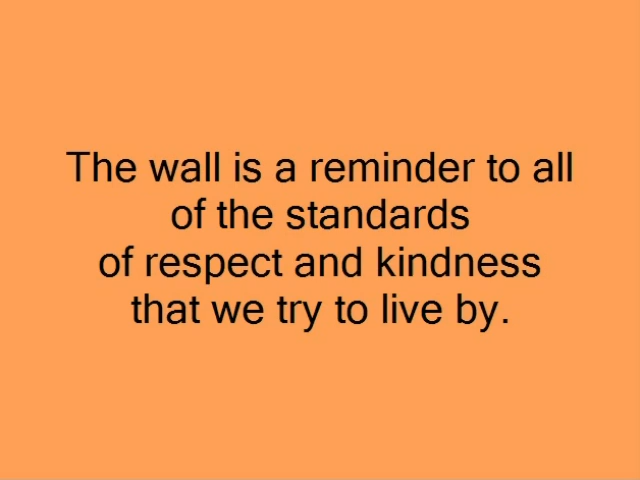 The wall is a reminder to all
of the standards
of respect and kindness
that we try to live by.